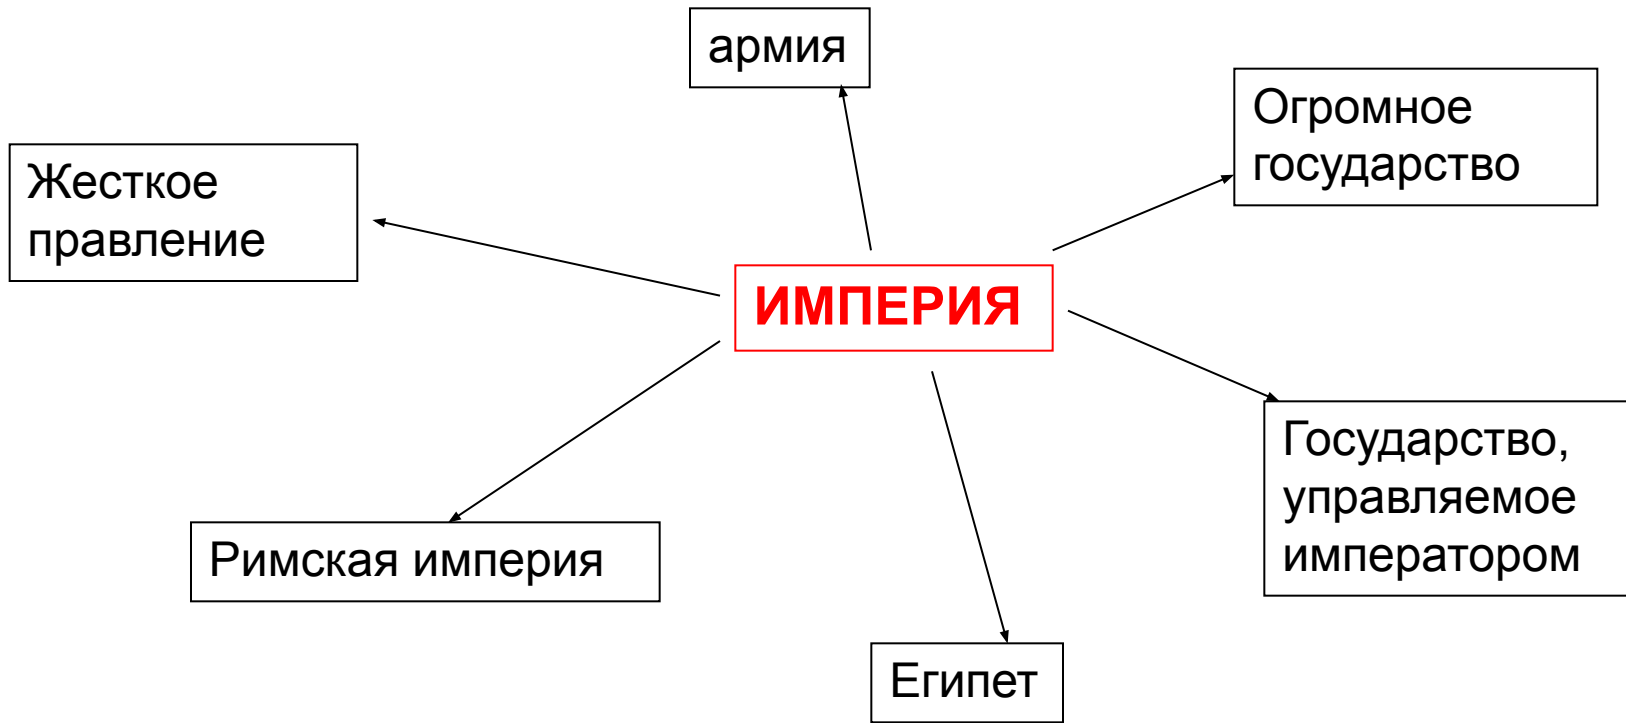 армия
Огромное
государство
Жесткое
правление
ИМПЕРИЯ
Государство,
управляемое
императором
Римская империя
Египет